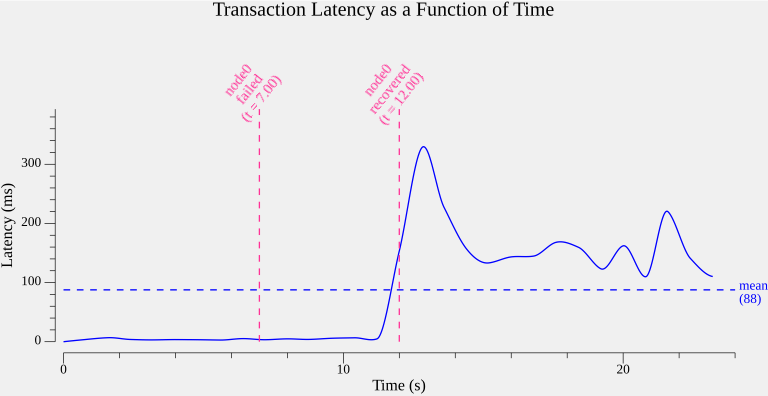 Transaction Latency as a Function of Time
node0
failed
(t = 7.00)
node0
recovered
(t = 12.00)
Latency (ms)
300
200
100
0
mean
(88)
0
10
20
Time (s)